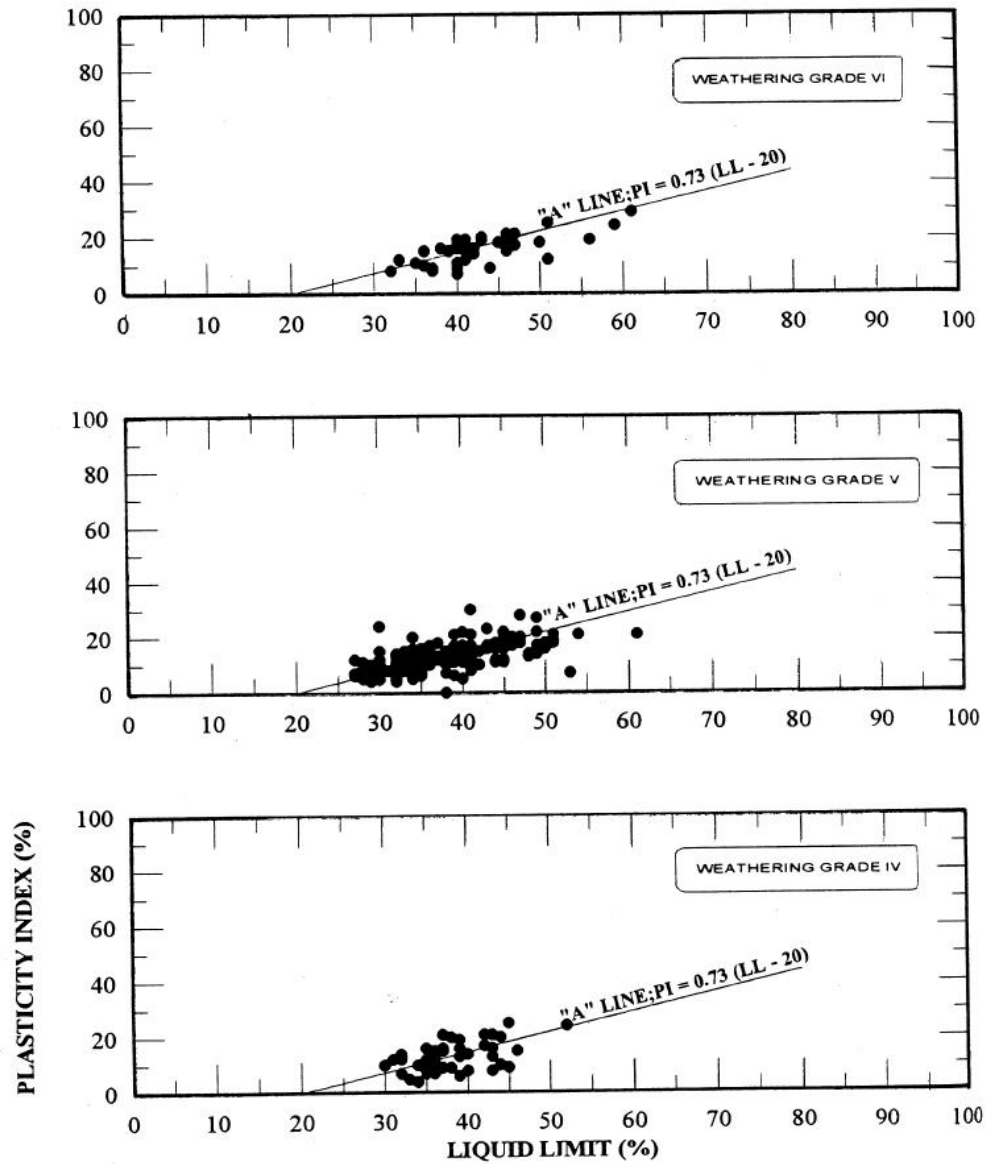 100
80
WEATHERING GRADE VI
60
40
"A" LINE;PI = 0.73 (LL - 20)
20
0
0 10 20 30 40 50 60 70 80 90 100
100
80
WEATHERING GRADE V
60
40
"A" LINE;PI = 0.73 (LL - 20)
20
0
0 10 20 30 40 50 60 70 80 90 100
100
80
WEATHERING GRADE IV
60
40
"A" LINE;PI = 0.73 (LL - 20)
20
0
0 10 20 30 40 50 60 70 80 90 100
PLASTICITY INDEX (%)
LIQUID LIMIT (%)